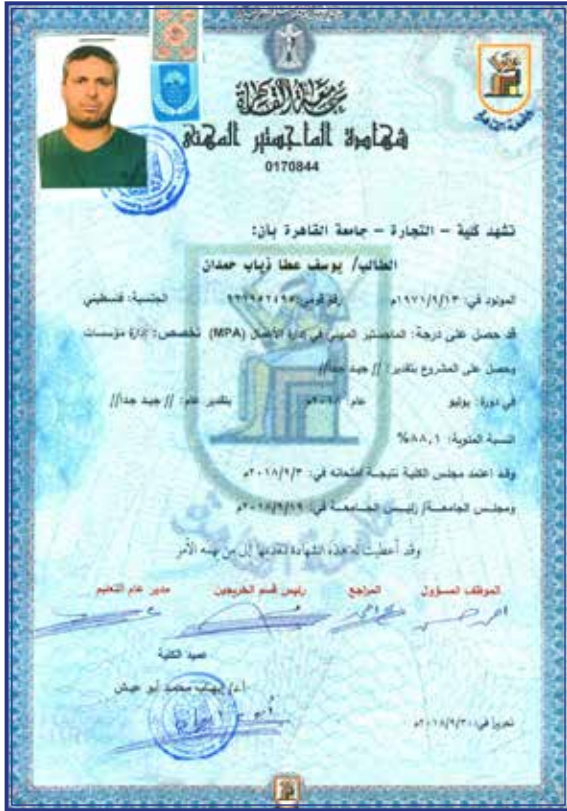 جامعة القاهرة
شهادة الماجستير المهني
0170844
تشهد كلية – التجارة – جامعة القاهرة بأن:
الطالب/ يوسف عطا زياب حمدان
المولود في: ١٩٧١/٩/١٣م رقم قومي: الجنسية: فلسطيني
قد حصل على درجة: الماجستير المهني في إدارة الأعمال (MPA) تخصص: إدارة مؤسسات
وحصل على المشروع بتقدير: // جيد جدا//
في دورة: يوليو عام: بتقدير عام: // جيد جدا//
النسبة المئوية: ٨٨,١%
وقد اعتمد مجلس الكلية نتيجة امتحانه في: ٢٠١٨/٩/٣م
ومجلس الجامعة/ رئيس الجامعة في: ٢٠١٨/٩/١٩م
وقد أعطيت له هذه الشهادة لتقديمها إلى من يهمه الأمر
الموظف المسؤول المراجع رئيس قسم الخريجين مدير عام التعليم
عميد الكلية
أ.د/ إيهاب محمد أبو عيش
تحريرا في: ٢٠١٨/٩/٣٠م